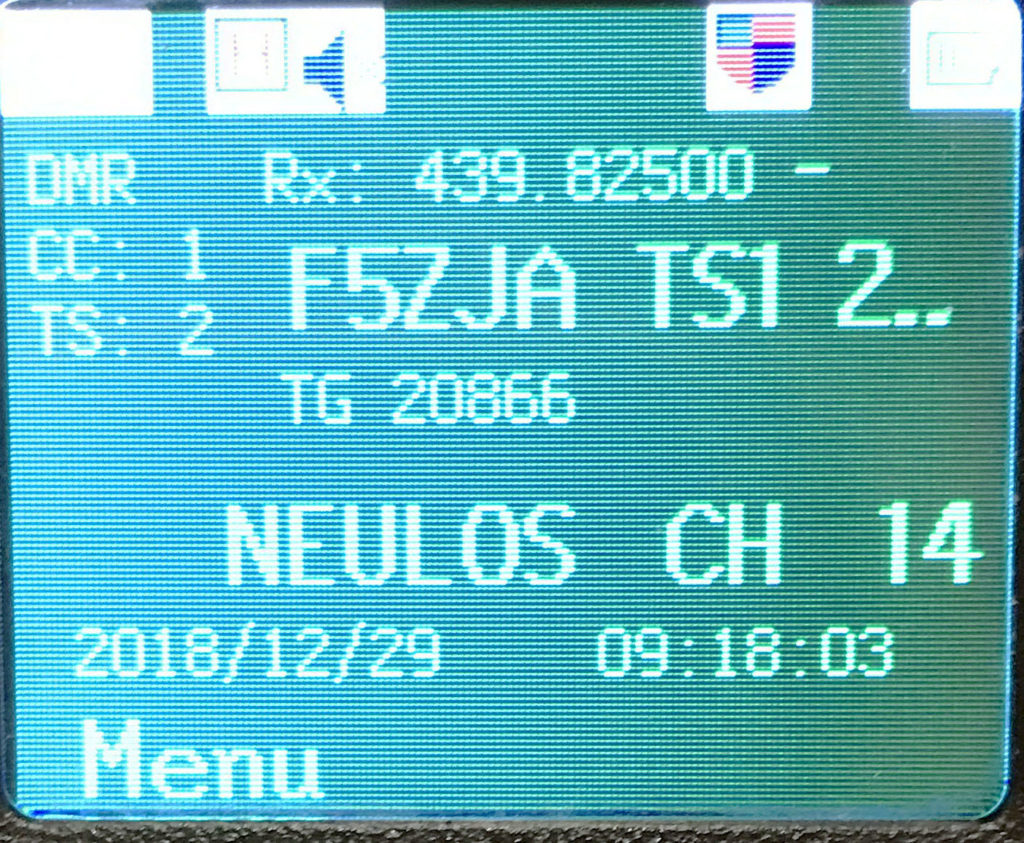 DMR Rx: 439.82500 -
CC: 1 F5ZJA TS1 2..
TS: 2
TG 20866
NEULOS CH 14
2018/12/29 09:18:03
Menu